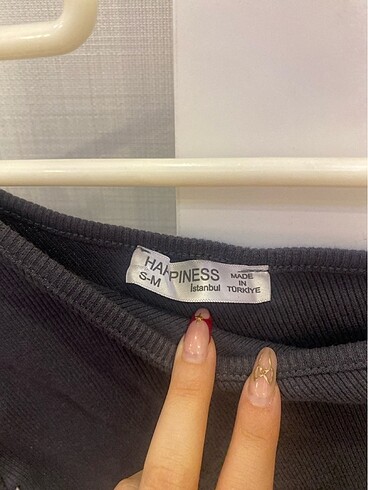 HAPPINESS
S-M
İstanbul
MADE
IN
TÜRKİYE